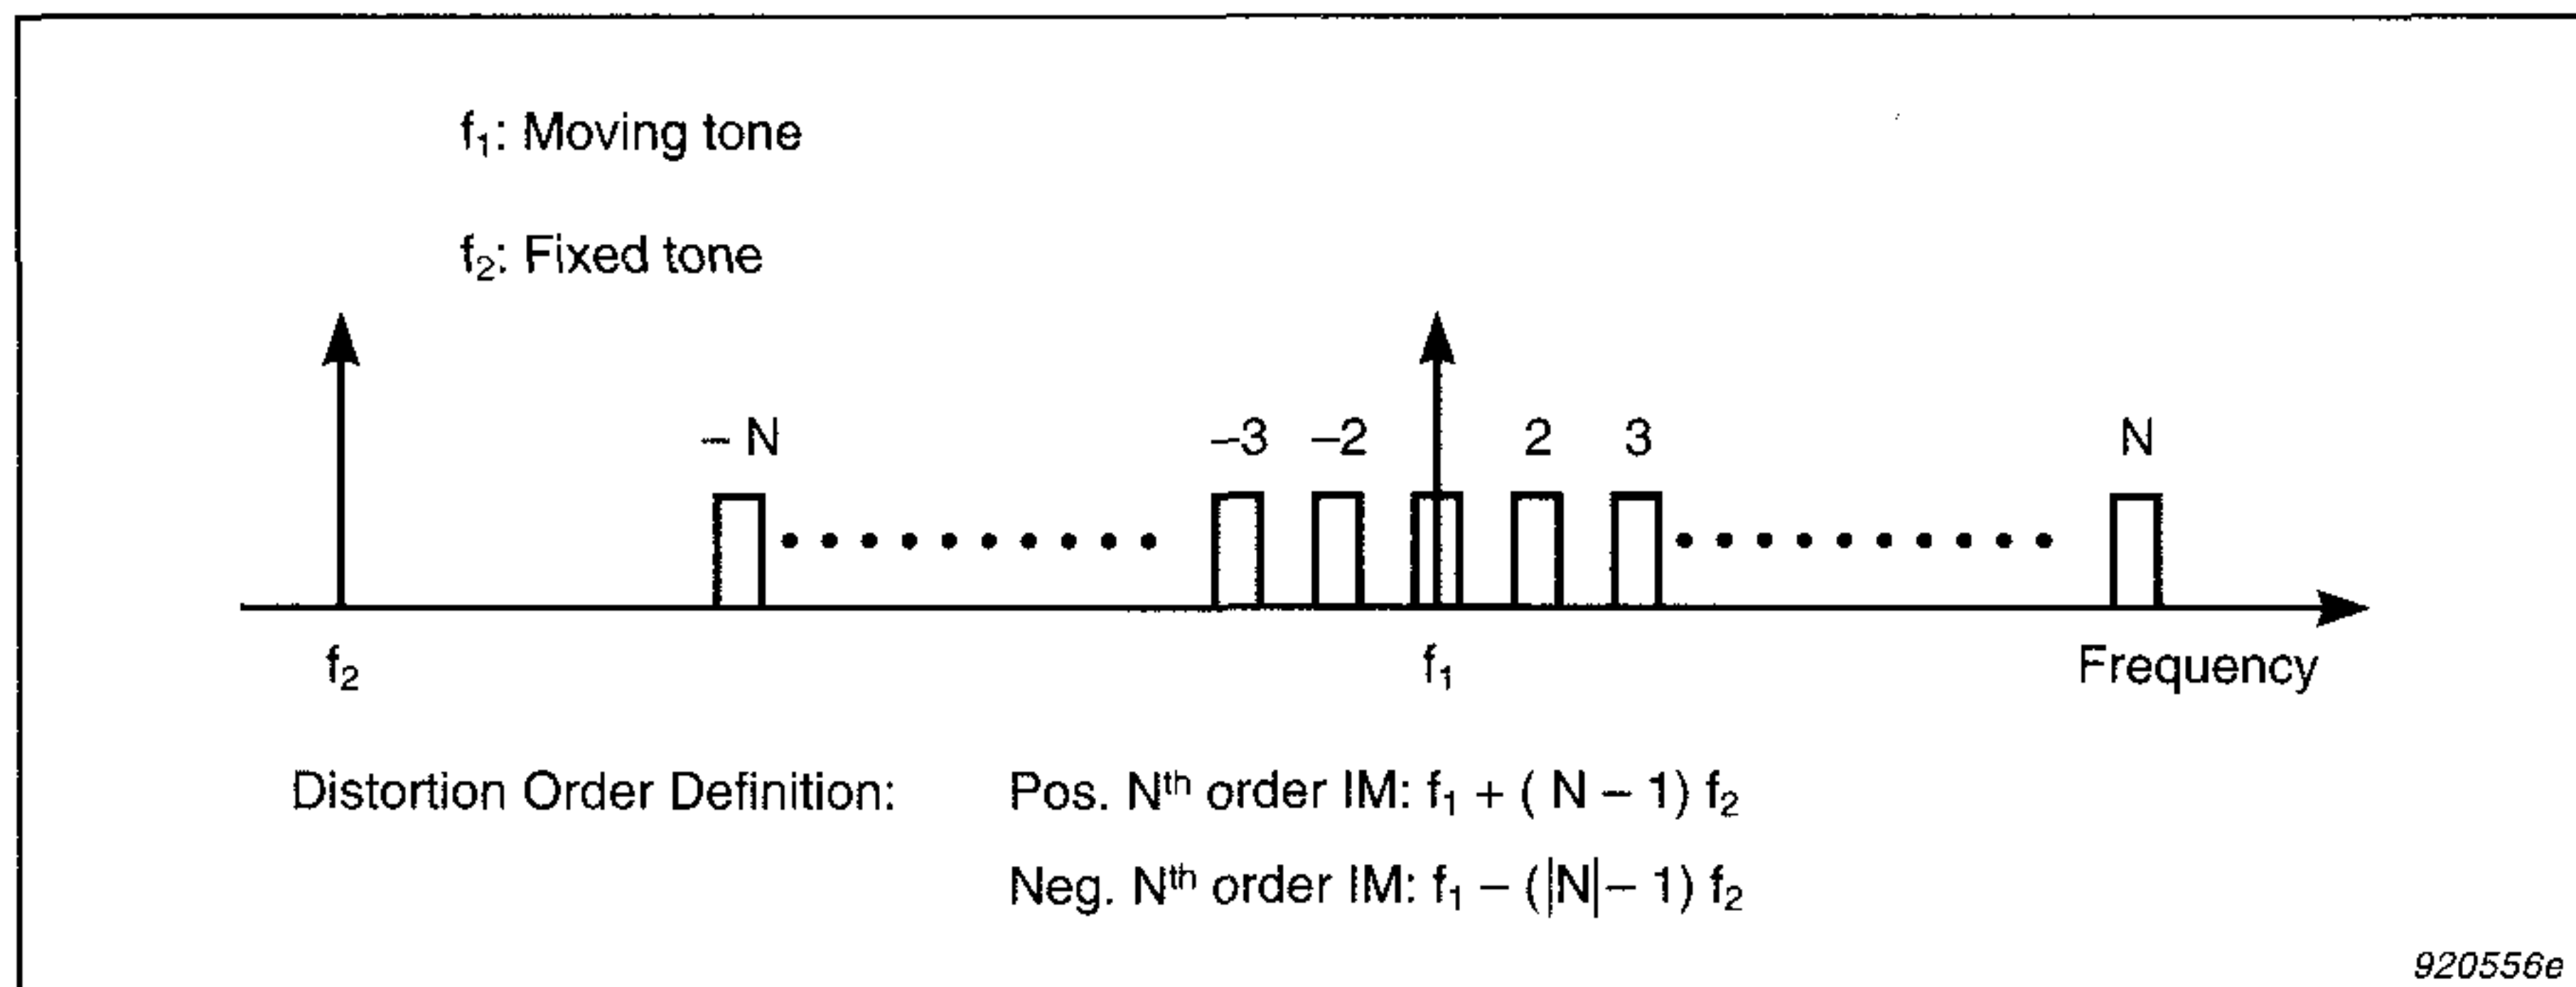 f₁: Moving tone
f₂: Fixed tone
– N –3 –2 2 3 N
f₂ f₁ Frequency
Distortion Order Definition: Pos. Nᵗʰ order IM: f₁ + ( N – 1) f₂
Neg. Nᵗʰ order IM: f₁ – (|N| – 1) f₂
920556e